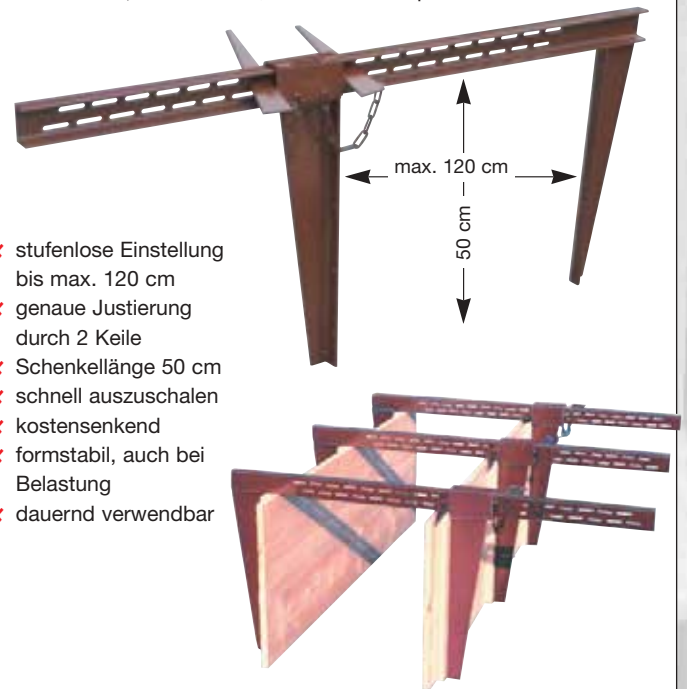 max. 120 cm
50 cm
stufenlose Einstellung
bis max. 120 cm
genaue Justierung
durch 2 Keile
Schenkellänge 50 cm
schnell auszuschalen
kostensenkend
formstabil, auch bei
Belastung
dauernd verwendbar